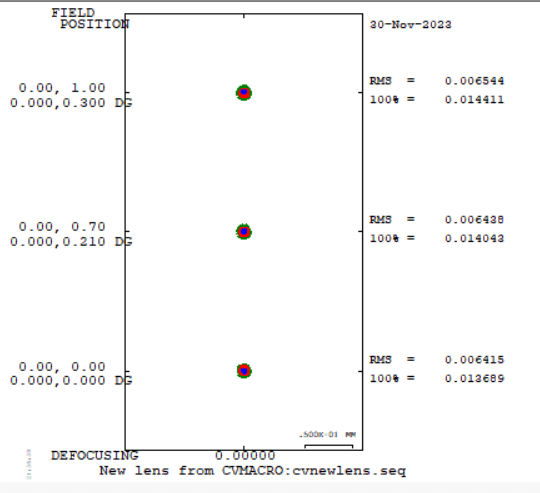 FIELD
POSITION
30-Nov-2023
0.00, 1.00
0.000,0.300 DG
RMS = 0.006544
100% = 0.014411
0.00, 0.70
0.000,0.210 DG
RMS = 0.006438
100% = 0.014043
0.00, 0.00
0.000,0.000 DG
RMS = 0.006415
100% = 0.013689
.500E-01 MM
DEFOCUSING 0.00000
New lens from CVMACRO:cvnewlens.seq